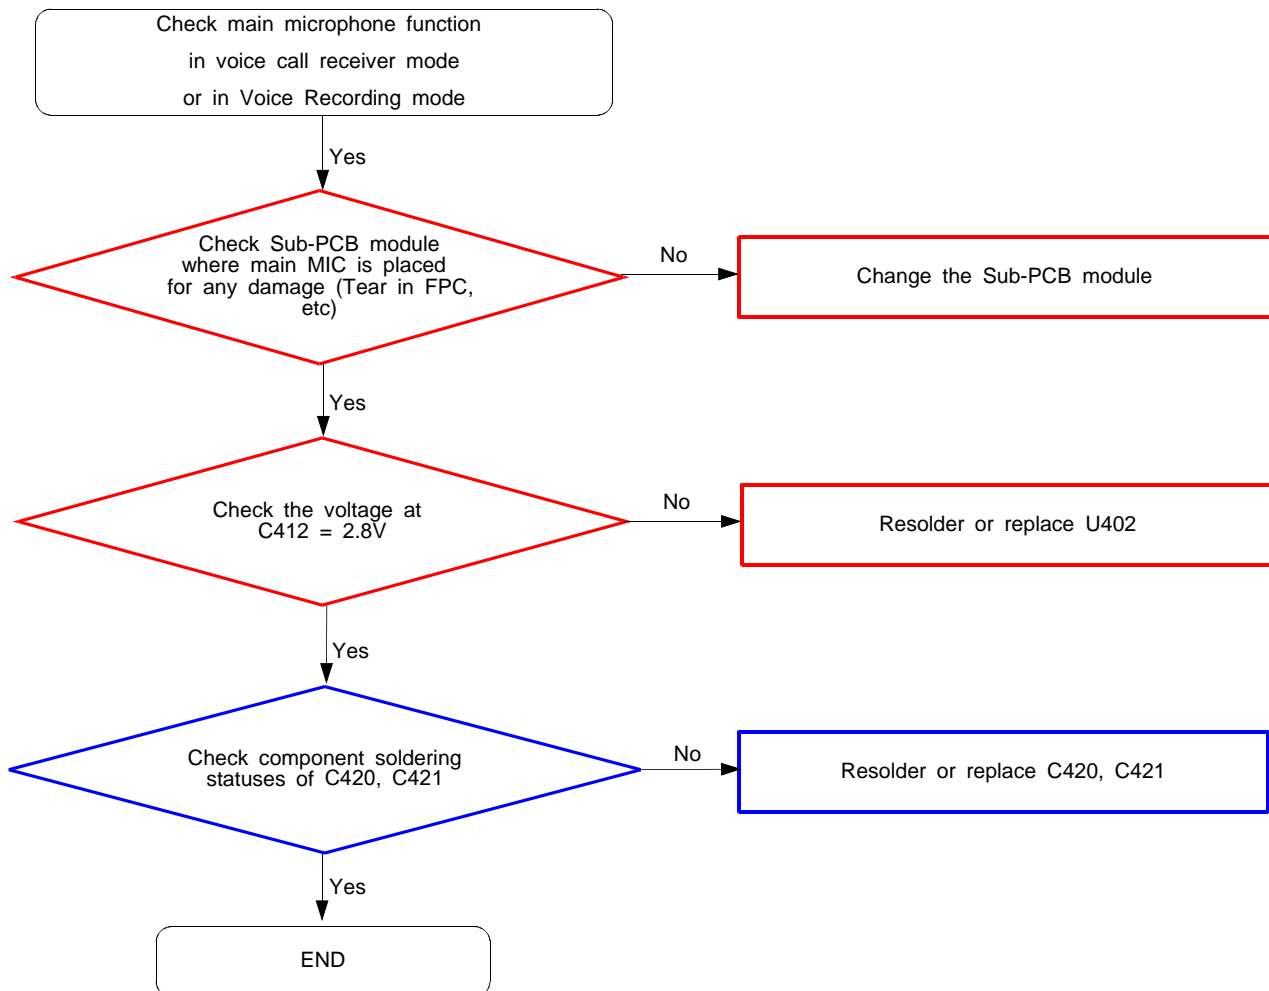 Check main microphone function
in voice call receiver mode
or in Voice Recording mode
Yes
Check Sub-PCB module
where main MIC is placed
for any damage (Tear in FPC,
etc)
No
Change the Sub-PCB module
Yes
Check the voltage at
C412 = 2.8V
No
Resolder or replace U402
Yes
Check component soldering
statuses of C420, C421
No
Resolder or replace C420, C421
Yes
END